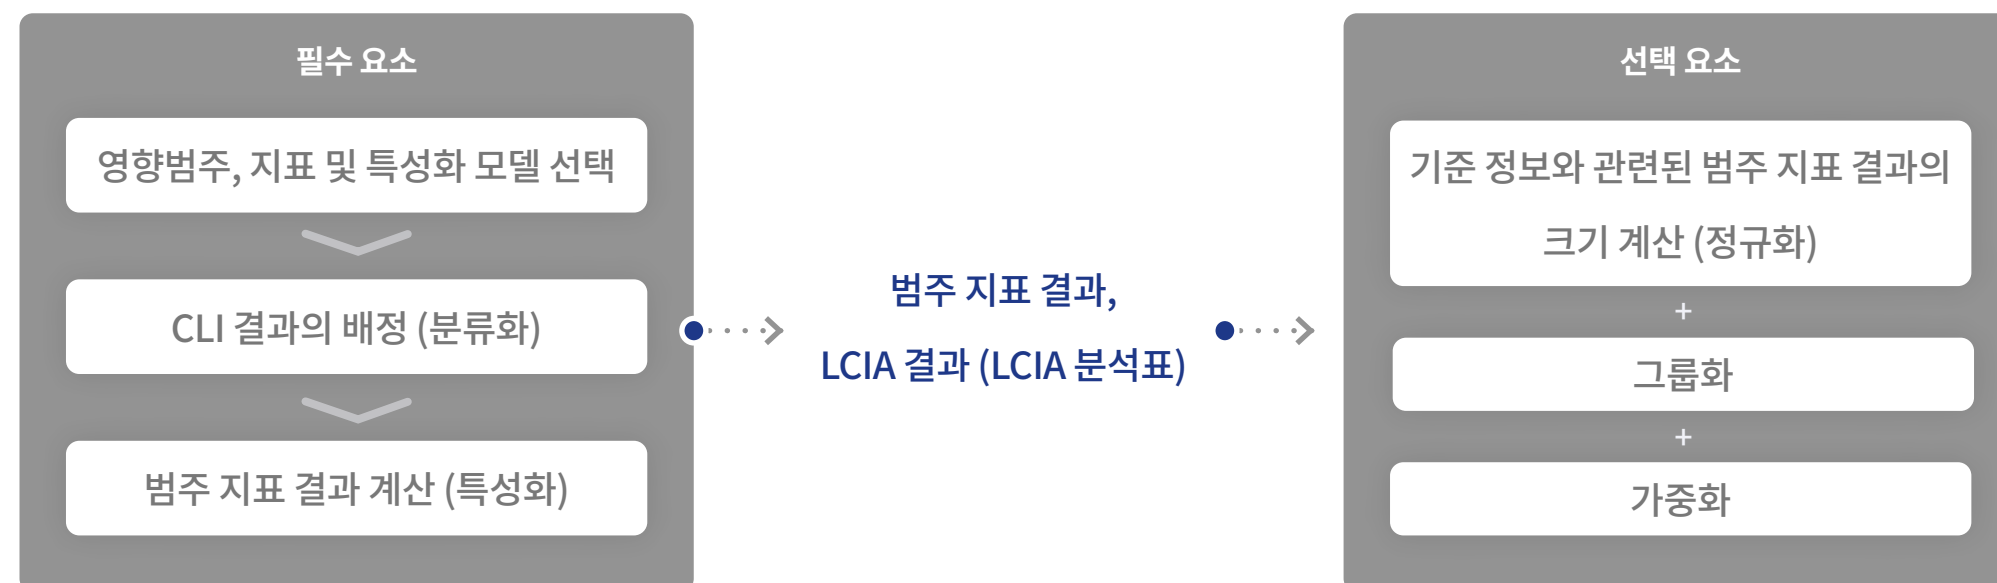 필수 요소
영향범주, 지표 및 특성화 모델 선택
CLI 결과의 배정 (분류화)
범주 지표 결과 계산 (특성화)
범주 지표 결과,
LCIA 결과 (LCIA 분석표)
선택 요소
기준 정보와 관련된 범주 지표 결과의
크기 계산 (정규화)
+
그룹화
+
가중화